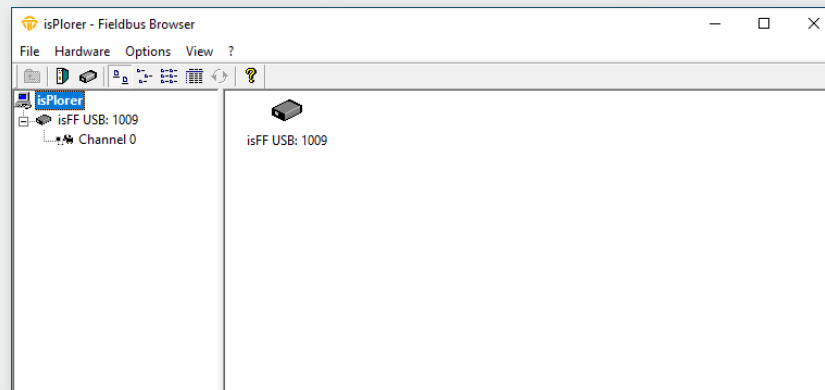 isPlorer - Fieldbus Browser
File Hardware Options View ?
isPlorer
isFF USB: 1009
Channel 0
isFF USB: 1009